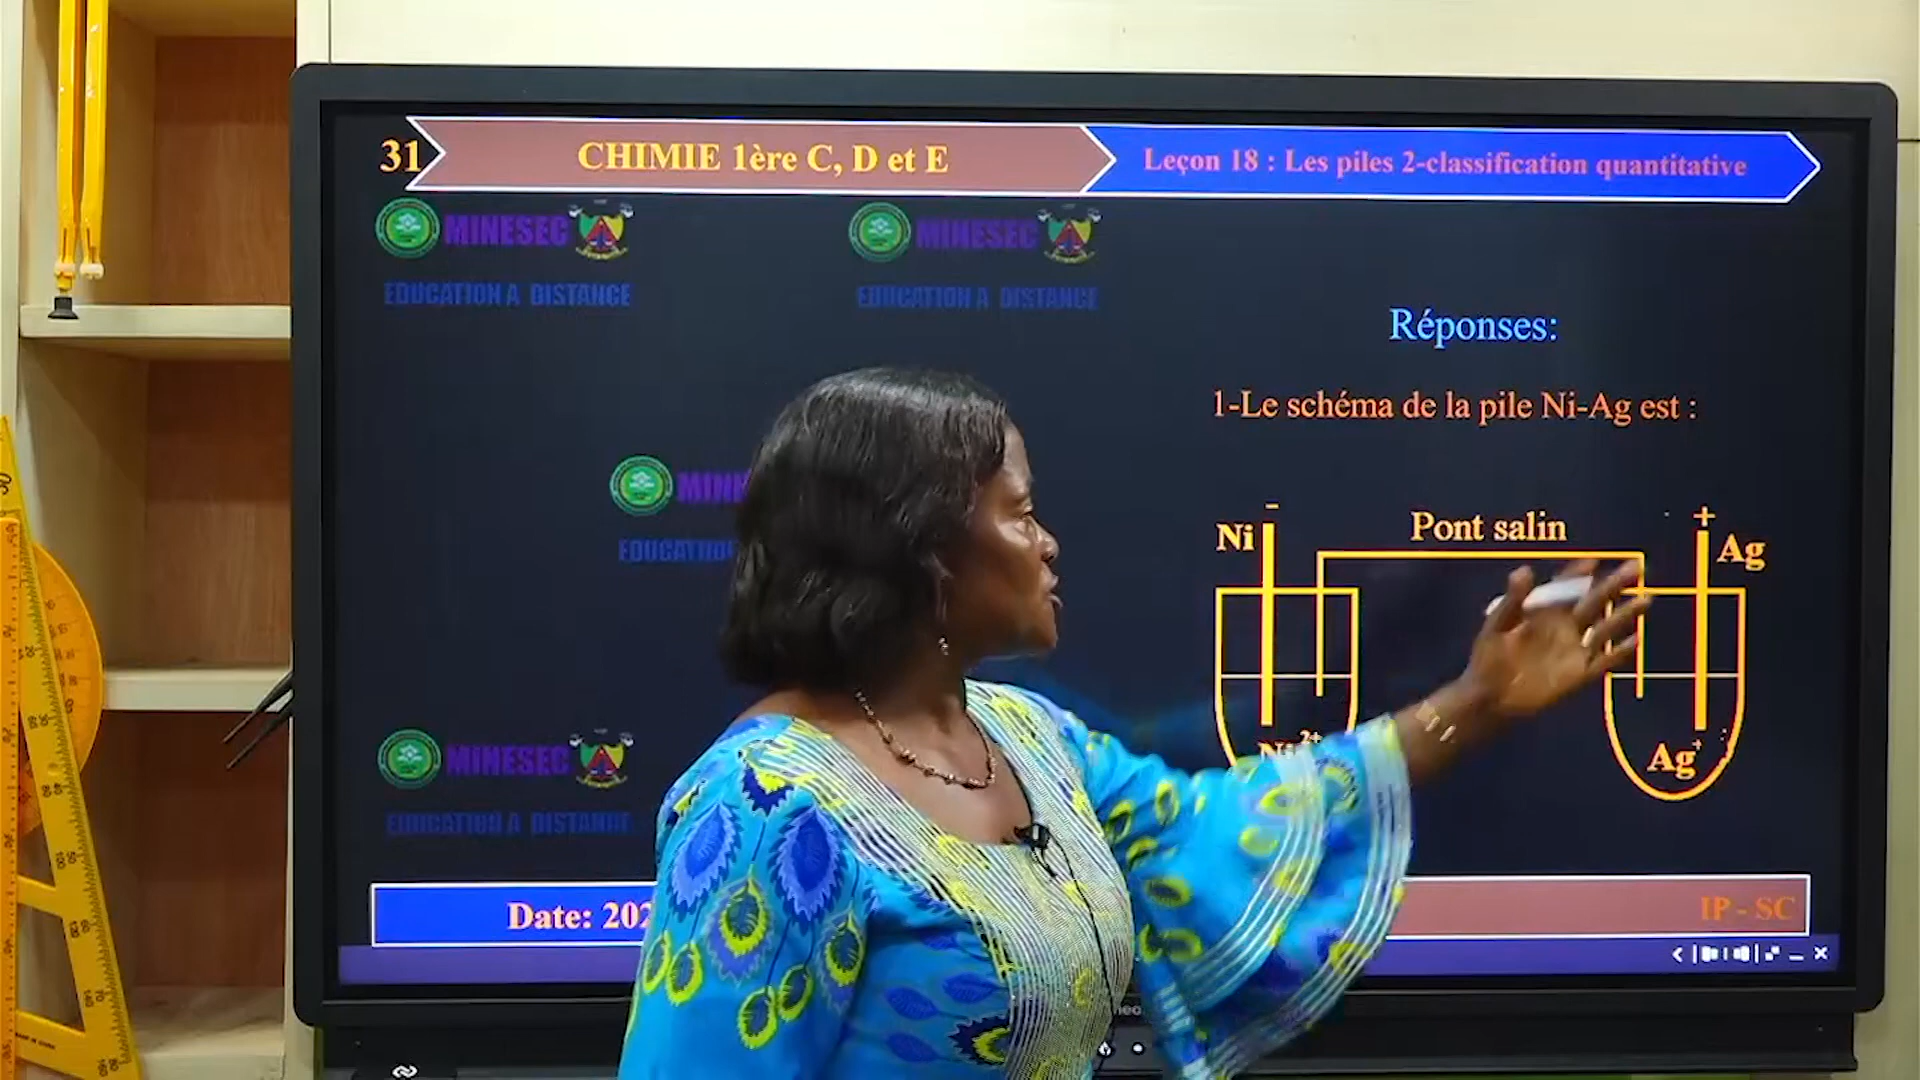 31
CHIMIE 1ère C, D et E
Leçon 18 : Les piles 2-classification quantitative
MINESEC
EDUCATION A DISTANCE
MINESEC
EDUCATION A DISTANCE
Réponses:
1-Le schéma de la pile Ni-Ag est :
-
+
Ni
Pont salin
Ag
Ni2+
Ag+
MINESEC
EDUCATION A DISTANCE
Date: 202
IP - SC